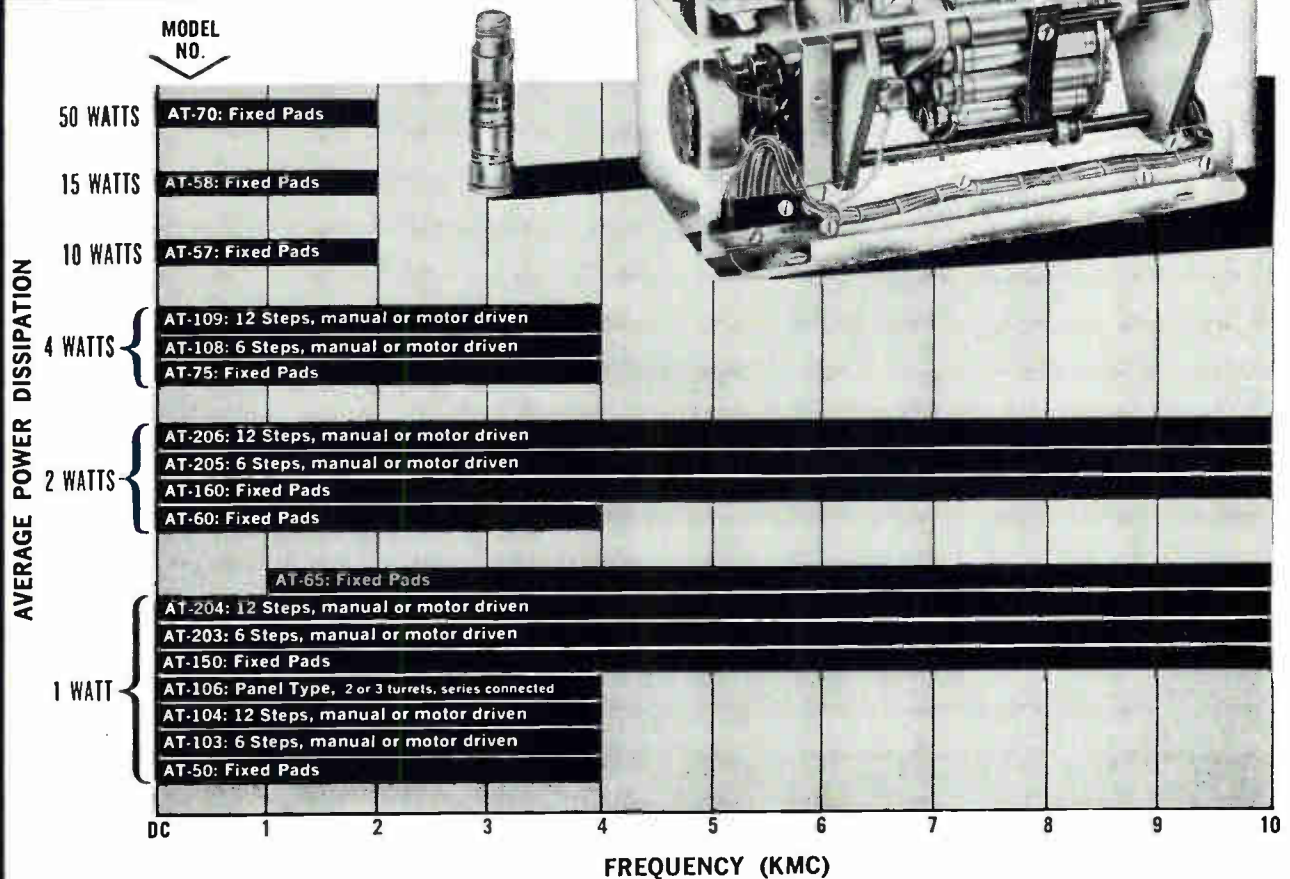 MODEL
NO.
50 WATTS
AT-70: Fixed Pads
15 WATTS
AT-58: Fixed Pads
10 WATTS
AT-57: Fixed Pads
AVERAGE POWER DISSIPATION
4 WATTS
AT-109: 12 Steps, manual or motor driven
AT-108: 6 Steps, manual or motor driven
AT-75: Fixed Pads
2 WATTS
AT-206: 12 Steps, manual or motor driven
AT-205: 6 Steps, manual or motor driven
AT-160: Fixed Pads
AT-60: Fixed Pads
AT-65: Fixed Pads
1 WATT
AT-204: 12 Steps, manual or motor driven
AT-203: 6 Steps, manual or motor driven
AT-150: Fixed Pads
AT-106: Panel Type, 2 or 3 turrets, series connected
AT-104: 12 Steps, manual or motor driven
AT-103: 6 Steps, manual or motor driven
AT-50: Fixed Pads
DC 1 2 3 4 5 6 7 8 9 10
FREQUENCY (KMC)